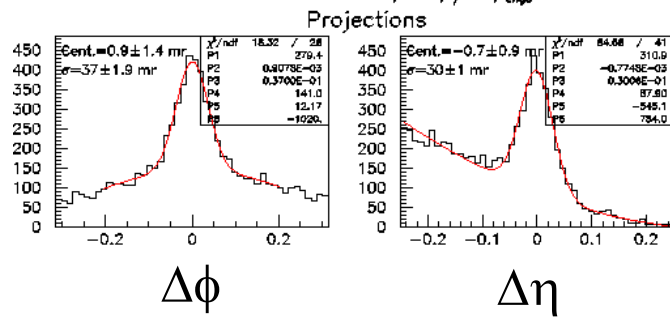 Projections
Cent.=0.9±1.4 mr
σ=37±1.9 mr
χ²/ndf 18.32 / 26
P1 279.4
P2 0.9078E-03
P3 0.3700E-01
P4 141.0
P5 12.17
P6 -1020.
450
400
350
300
250
200
150
100
50
0
-0.2 0 0.2
Δϕ
Cent.=-0.7±0.9 mr
σ=30±1 mr
χ²/ndf 64.66 / 41
P1 310.9
P2 -0.7748E-03
P3 0.3006E-01
P4 87.90
P5 -545.1
P6 784.0
450
400
350
300
250
200
150
100
50
0
-0.2 -0.1 0 0.1 0.2
Δη